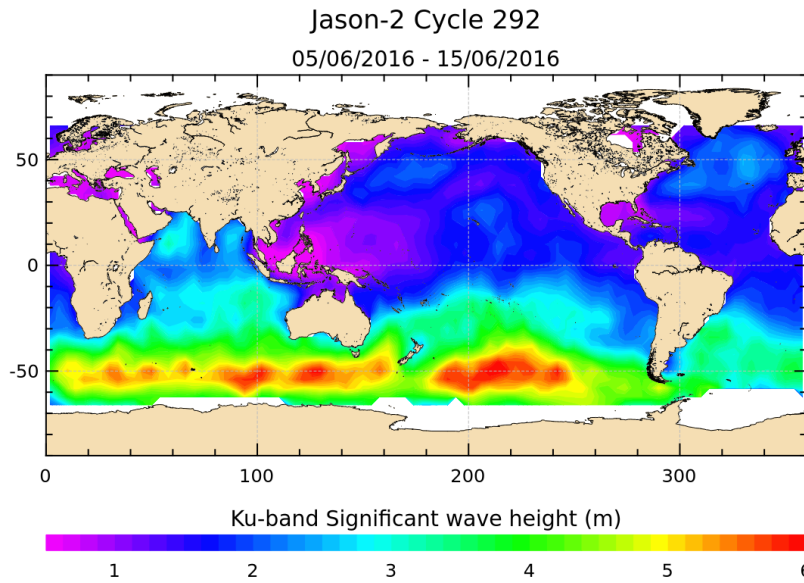 Jason-2 Cycle 292
05/06/2016 - 15/06/2016
50
0
-50
0 100 200 300
Ku-band Significant wave height (m)
1 2 3 4 5 6